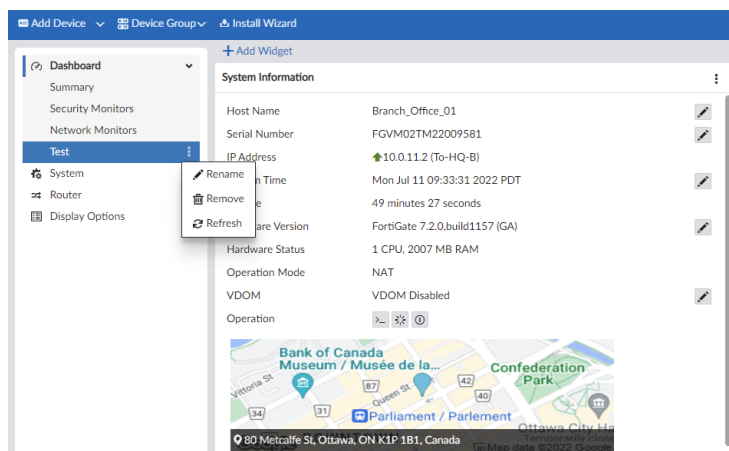 Add Device Device Group Install Wizard
Add Widget
Dashboard
Summary
Security Monitors
Network Monitors
Test
System
Router
Display Options
Rename
Remove
Refresh
System Information
Host Name Branch_Office_01
Serial Number FGVM02TM22009581
IP Address 10.0.11.2 (To-HQ-B)
Time Mon Jul 11 09:33:31 2022 PDT
49 minutes 27 seconds
Version FortiGate 7.2.0,build1157 (GA)
Hardware Status 1 CPU, 2007 MB RAM
Operation Mode NAT
VDOM VDOM Disabled
Operation
Bank of Canada
Museum / Musée de la...
Confederation
Park
Queen St
87
42
40
34
31
Parliament / Parlement
Ottawa City Ha
Temporarily close
80 Metcalfe St, Ottawa, ON K1P 1B1, Canada
Map data ©2022 Google